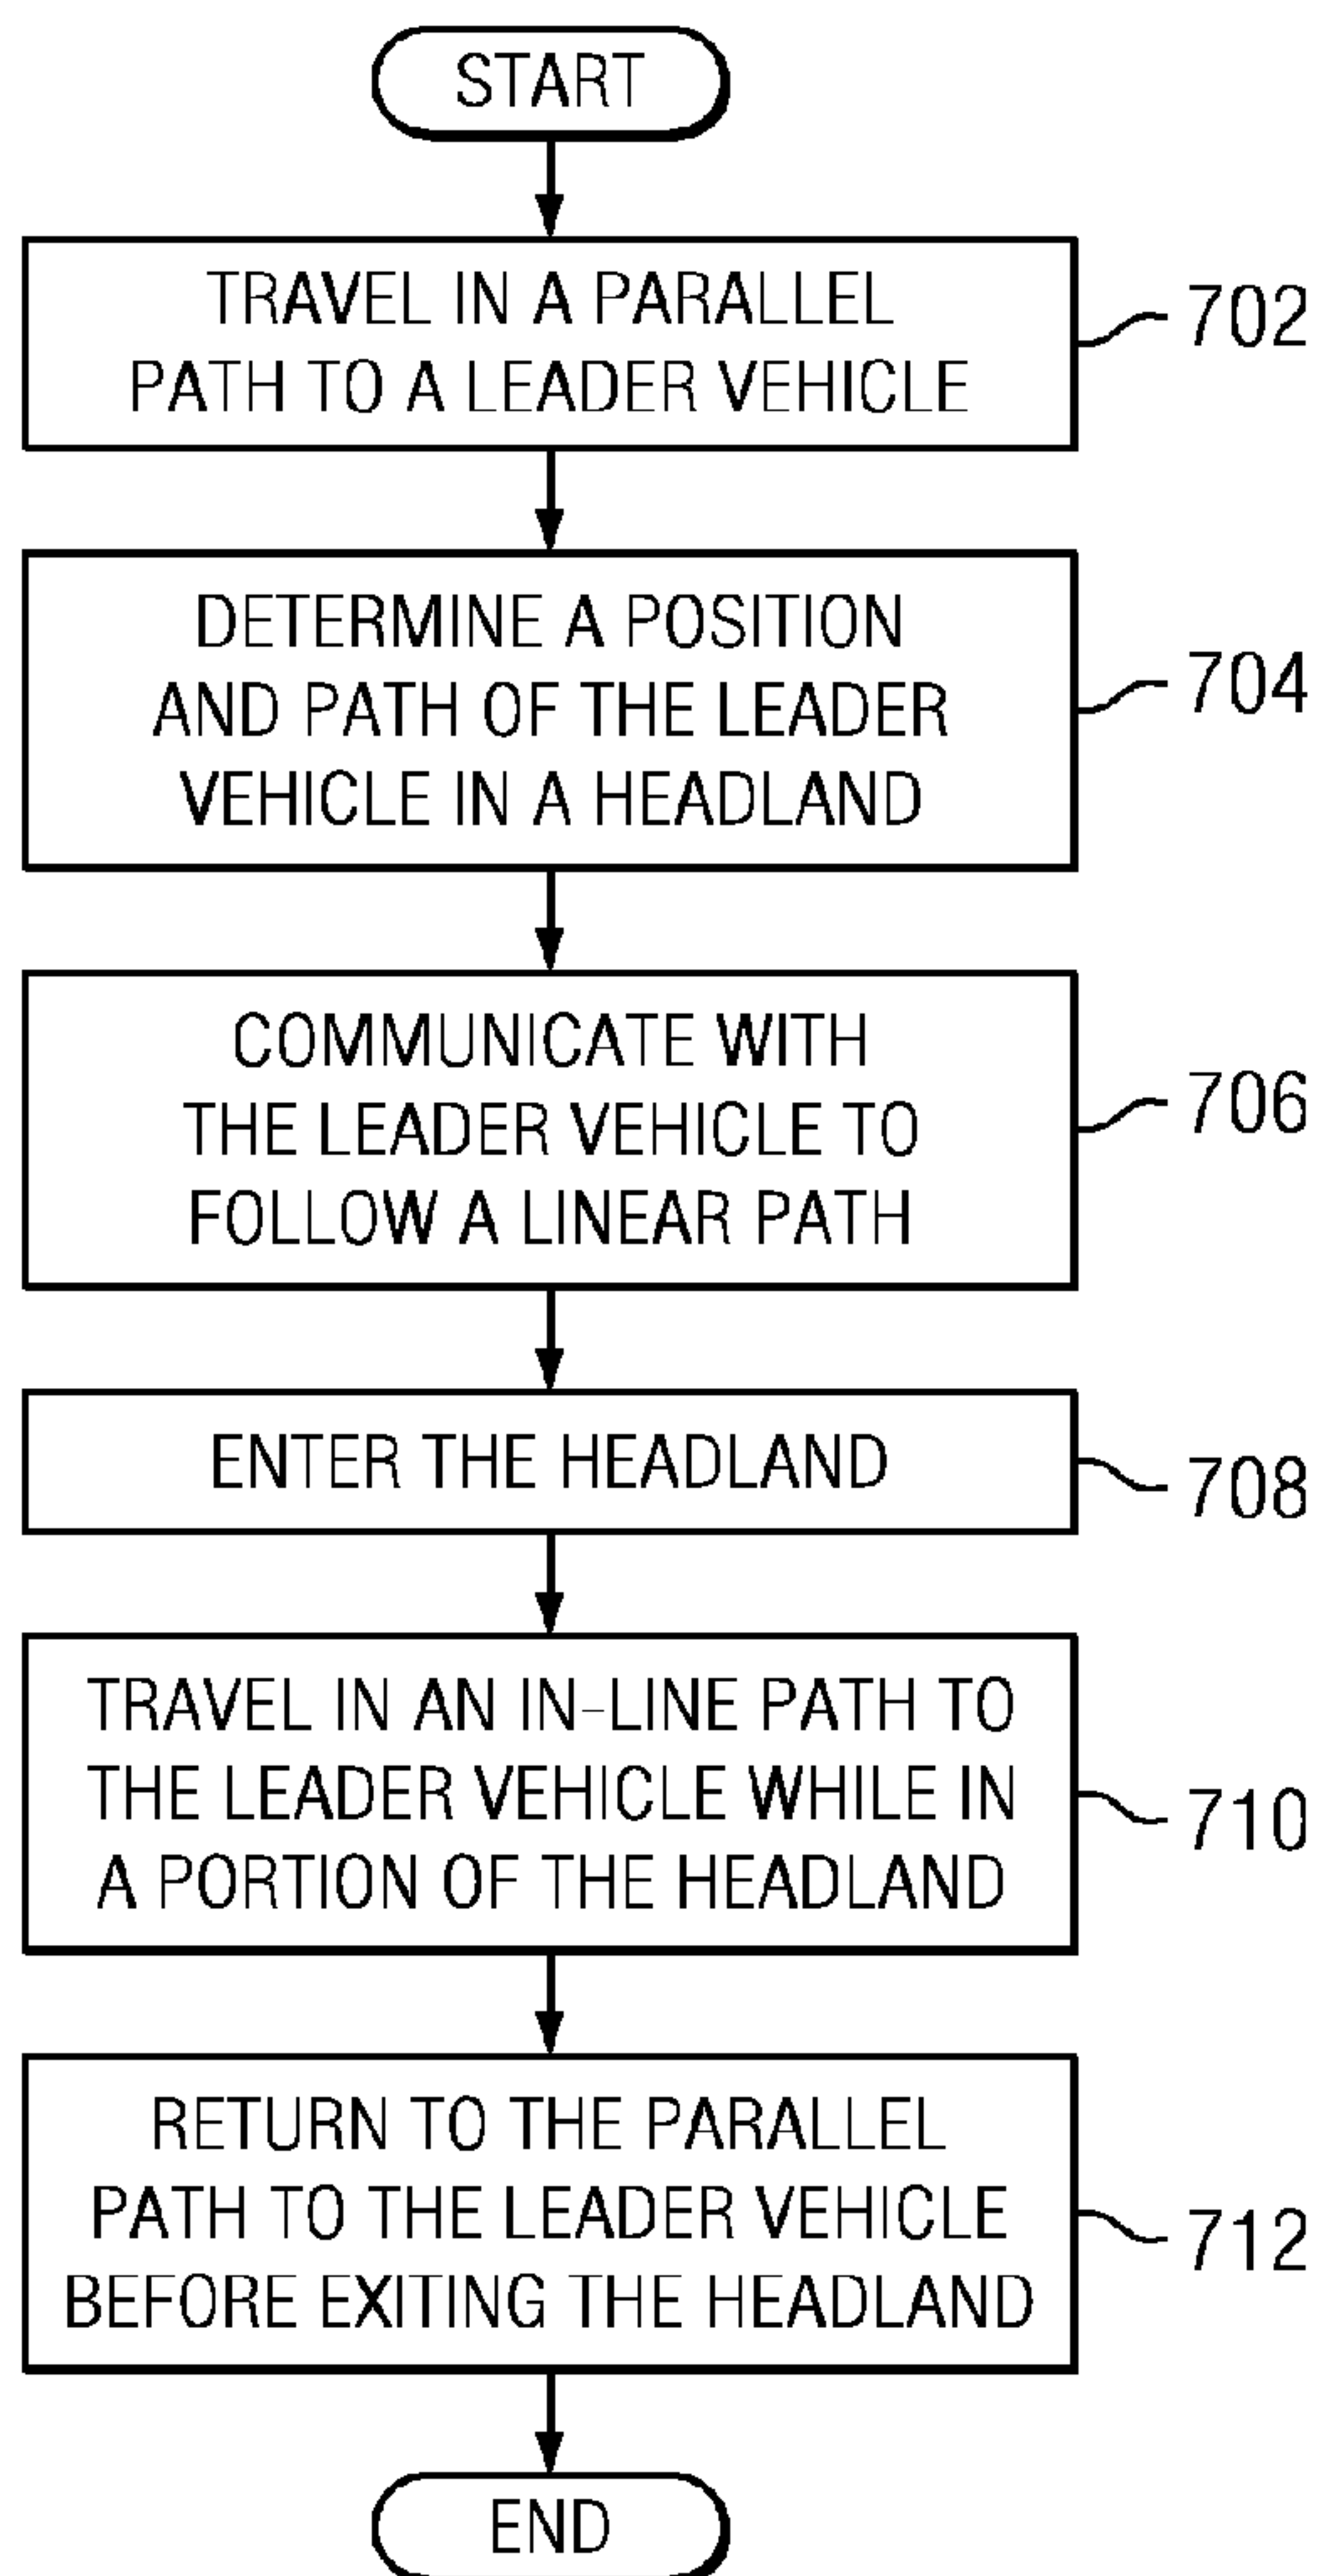 START
TRAVEL IN A PARALLEL
PATH TO A LEADER VEHICLE
702
DETERMINE A POSITION
AND PATH OF THE LEADER
VEHICLE IN A HEADLAND
704
COMMUNICATE WITH
THE LEADER VEHICLE TO
FOLLOW A LINEAR PATH
706
ENTER THE HEADLAND
708
TRAVEL IN AN IN-LINE PATH TO
THE LEADER VEHICLE WHILE IN
A PORTION OF THE HEADLAND
710
RETURN TO THE PARALLEL
PATH TO THE LEADER VEHICLE
BEFORE EXITING THE HEADLAND
712
END